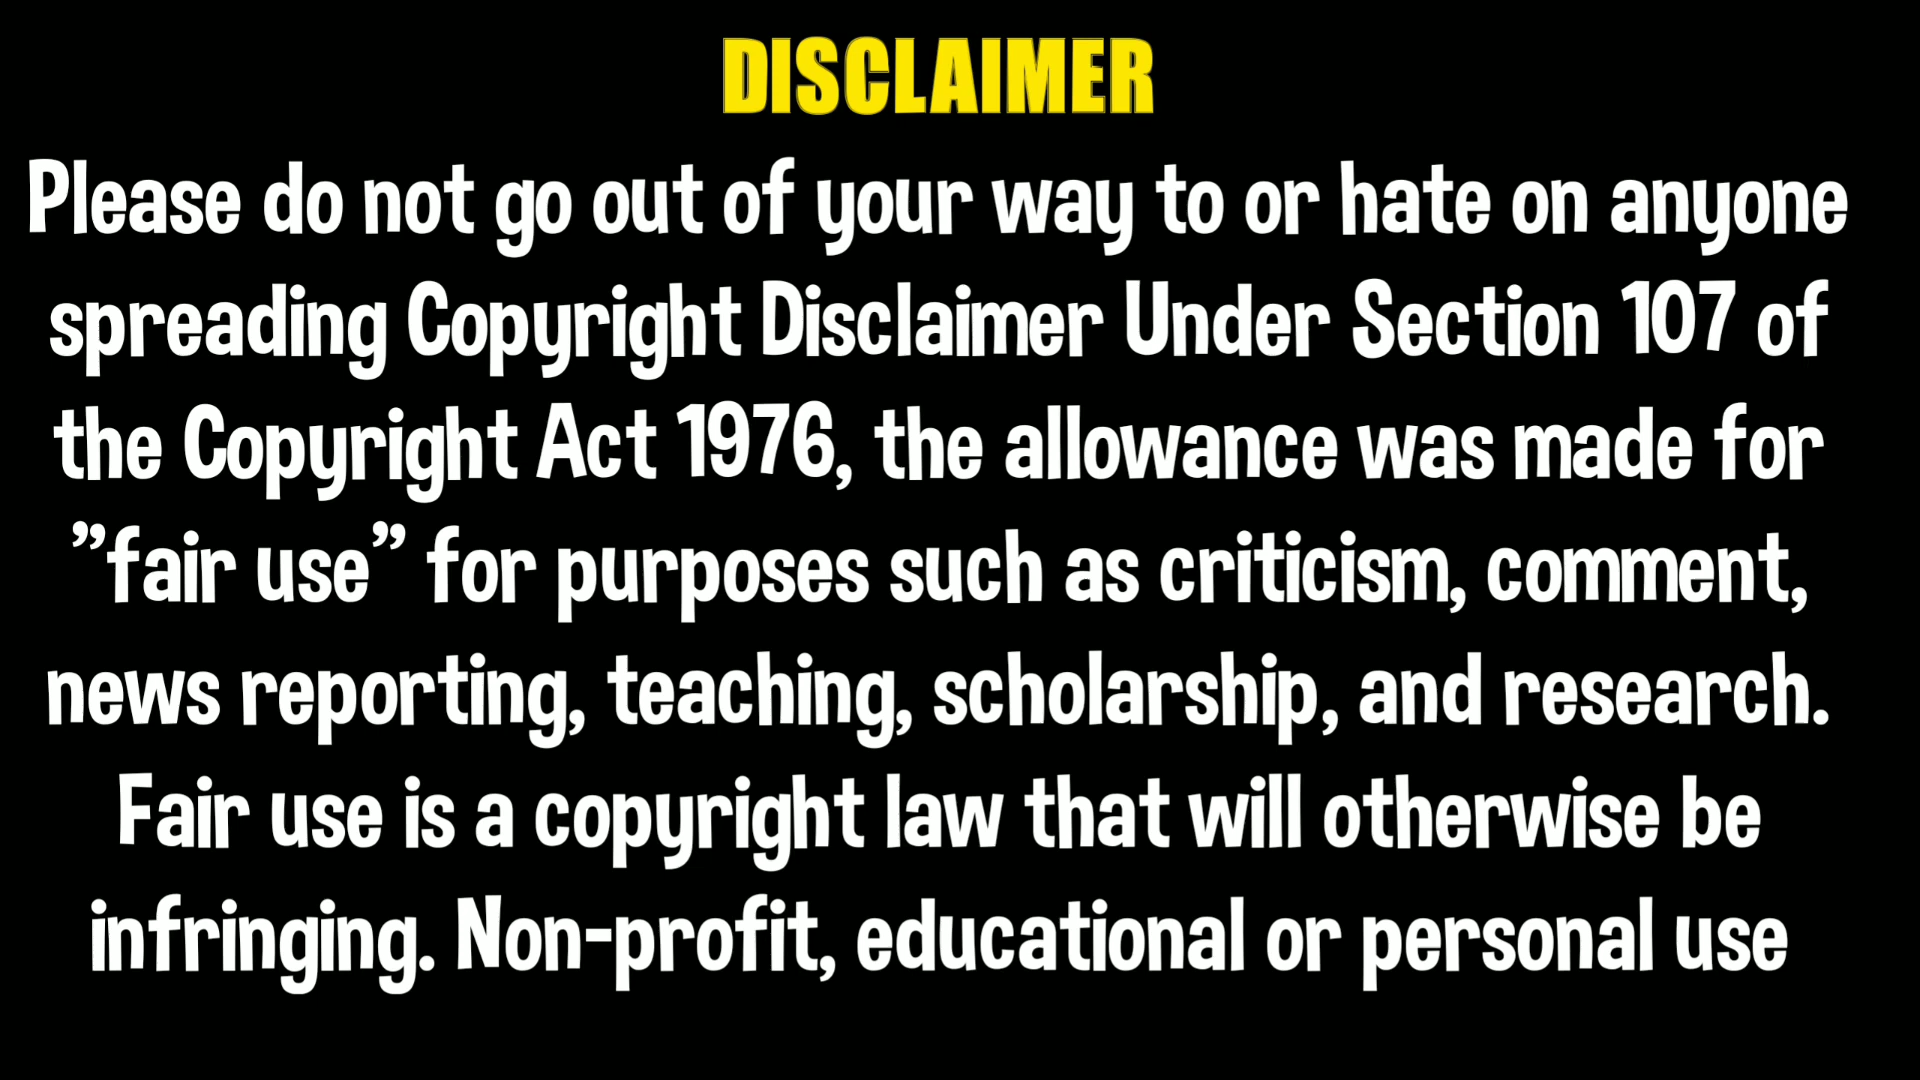 DISCLAIMER
Please do not go out of your way to or hate on anyone
spreading Copyright Disclaimer Under Section 107 of
the Copyright Act 1976, the allowance was made for
”fair use” for purposes such as criticism, comment,
news reporting, teaching, scholarship, and research.
Fair use is a copyright law that will otherwise be
infringing. Non-profit, educational or personal use